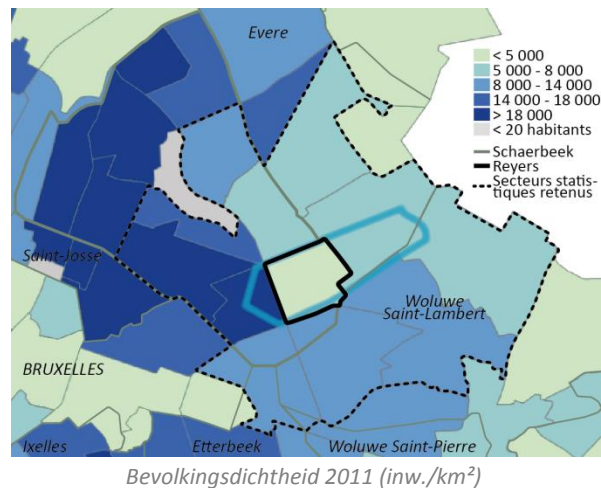 Evere
< 5 000
5 000 - 8 000
8 000 - 14 000
14 000 - 18 000
> 18 000
< 20 habitants
Schaerbeek
Reyers
Secteurs statis-
tiques retenus
Saint-Josse
Woluwe
Saint-Lambert
BRUXELLES
Ixelles
Etterbeek
Woluwe Saint-Pierre
Bevolkingsdichtheid 2011 (inw./km²)